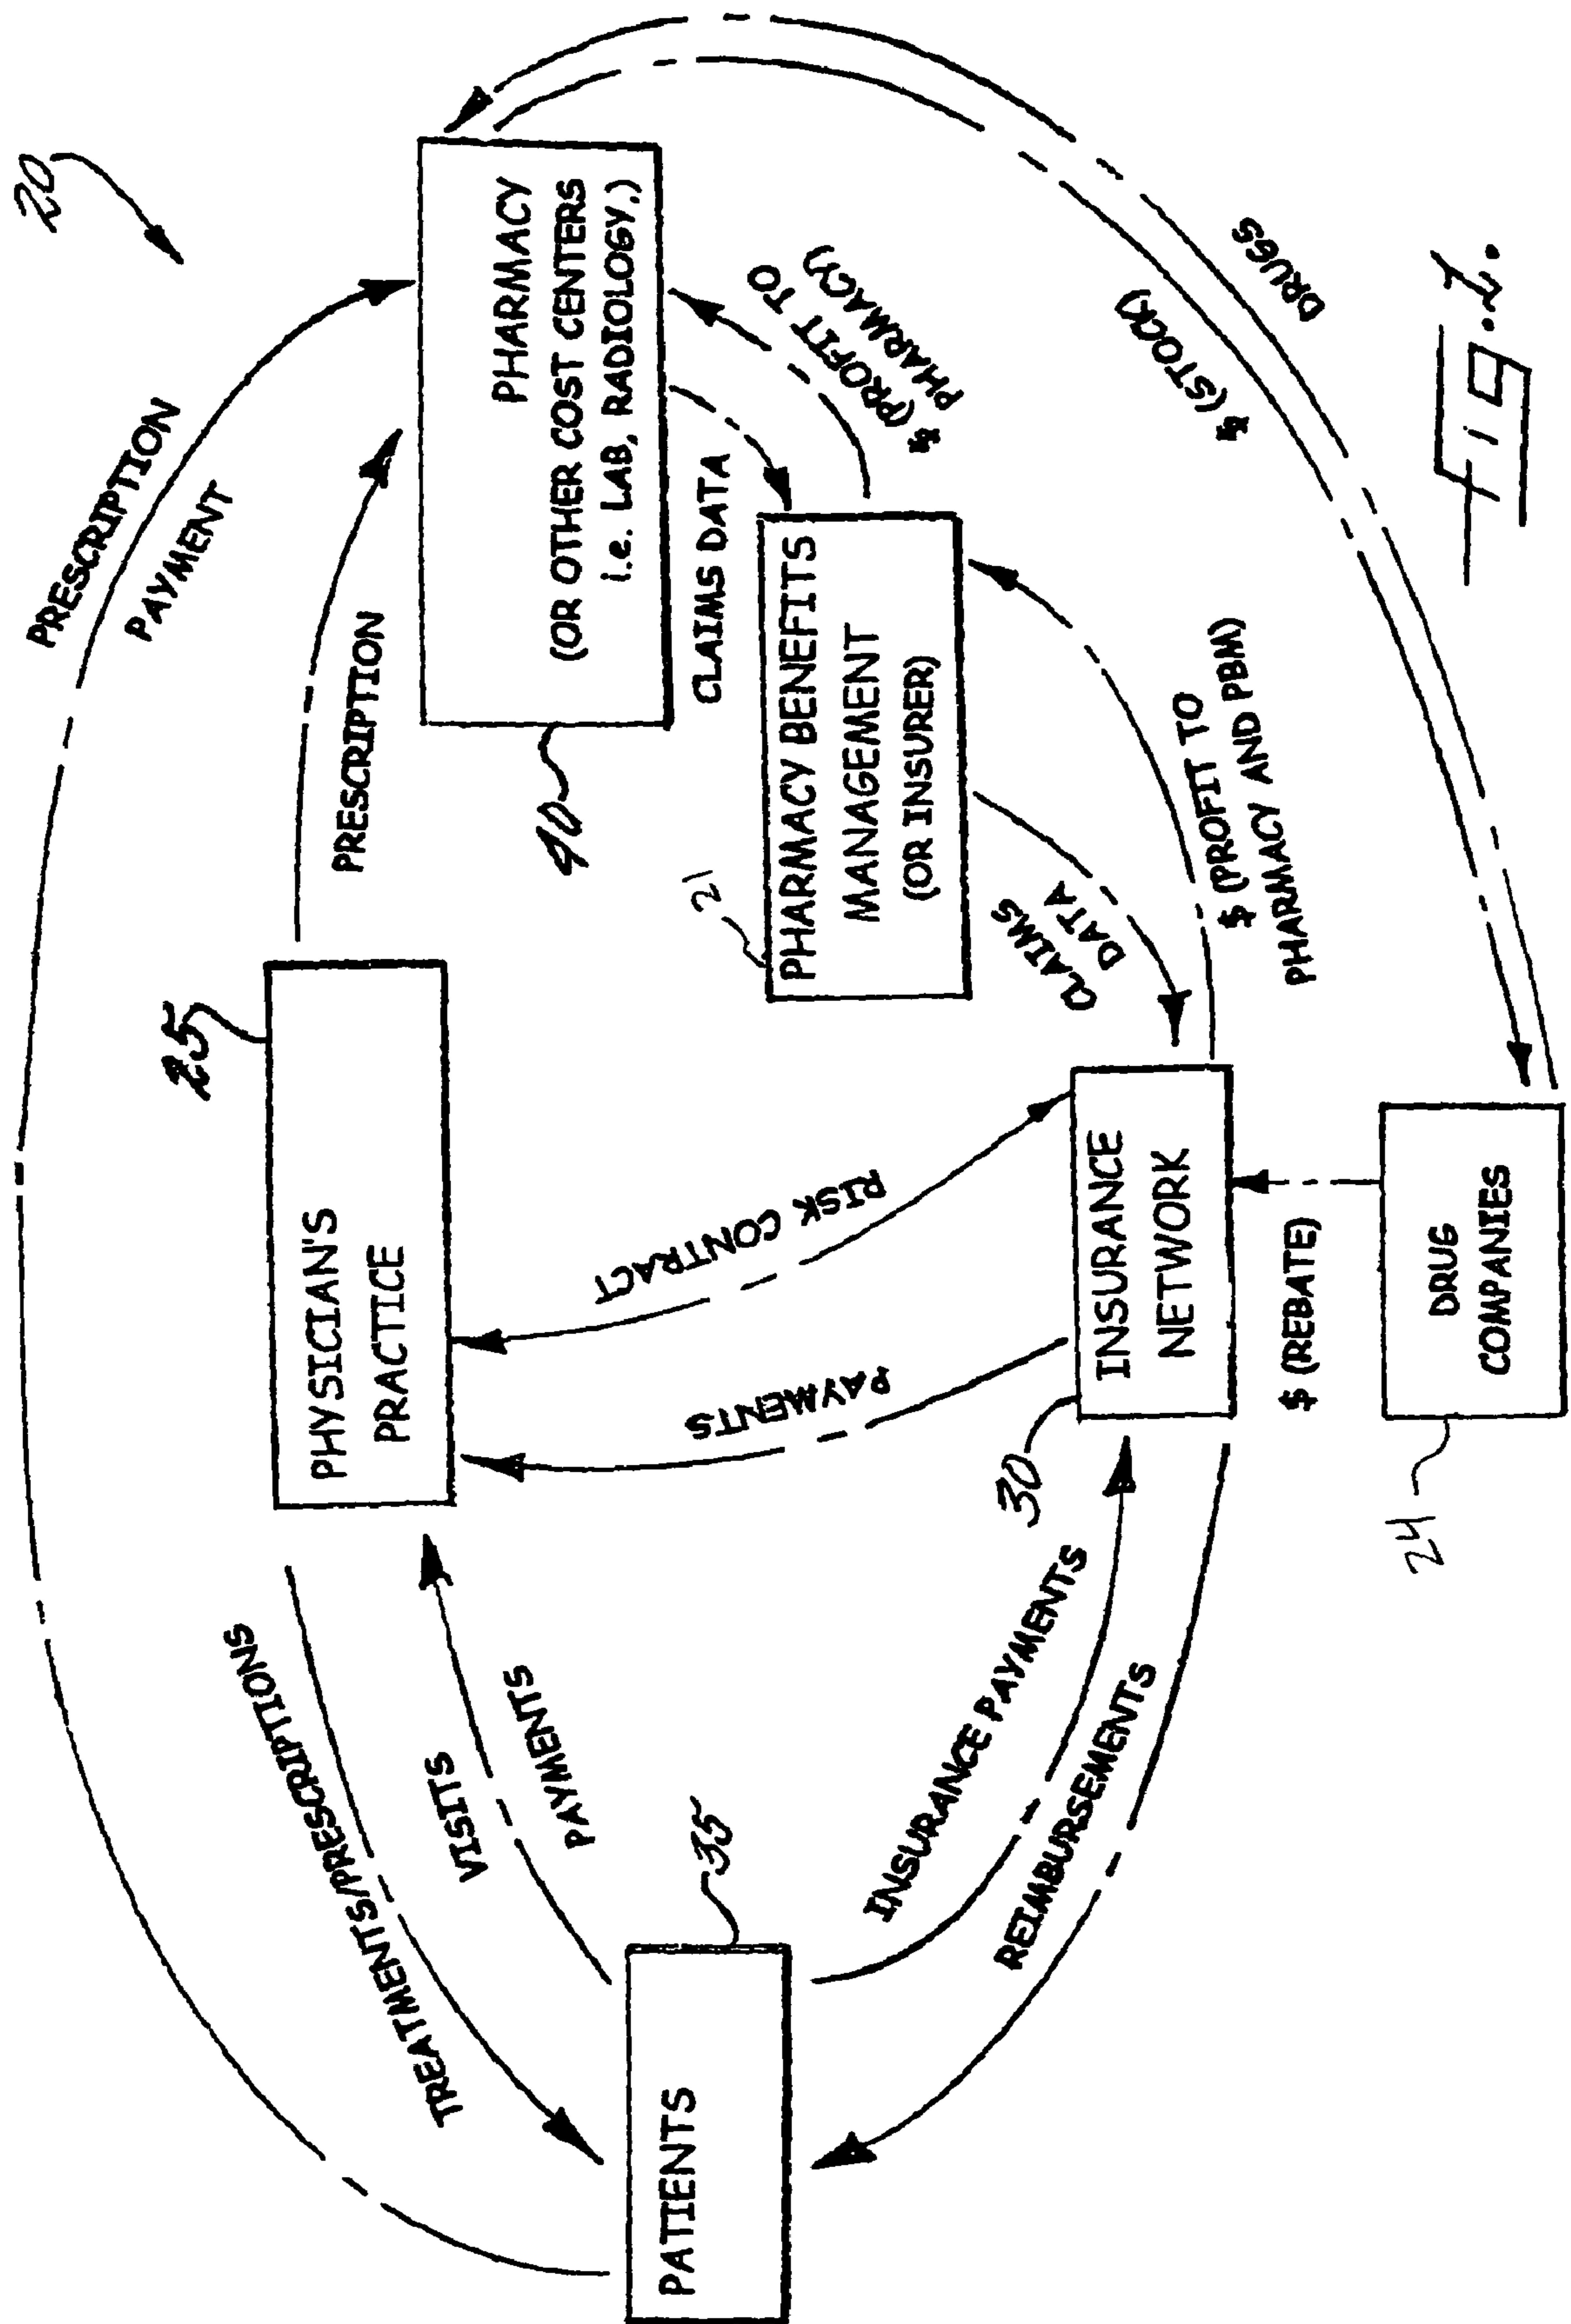 20
PRESCRIPTION
PAYMENT
PRESCRIPTION
25
PHYSICIAN'S
PRACTICE
TREATMENTS/PRESCRIPTIONS
VISITS
PAYMENTS
PHARMACY
(OR OTHER COST CENTERS
i.e. LAB, RADIOLOGY,)
40
CLAIMS DATA
$ (PROFIT TO
PHARMACY)
21
PHARMACY BENEFITS
MANAGEMENT
(OR INSURER)
PATIENTS
35
RISK CONTRACT
PAYMENTS
CLAIMS
DATA
$ (PROFIT TO
PHARMACY AND PBM)
INSURANCE PAYMENTS
REIMBURSEMENTS
30
INSURANCE
NETWORK
$ (REBATE)
24
DRUG
COMPANIES
$ (STOCK)
DRUGS
Fig. 1.